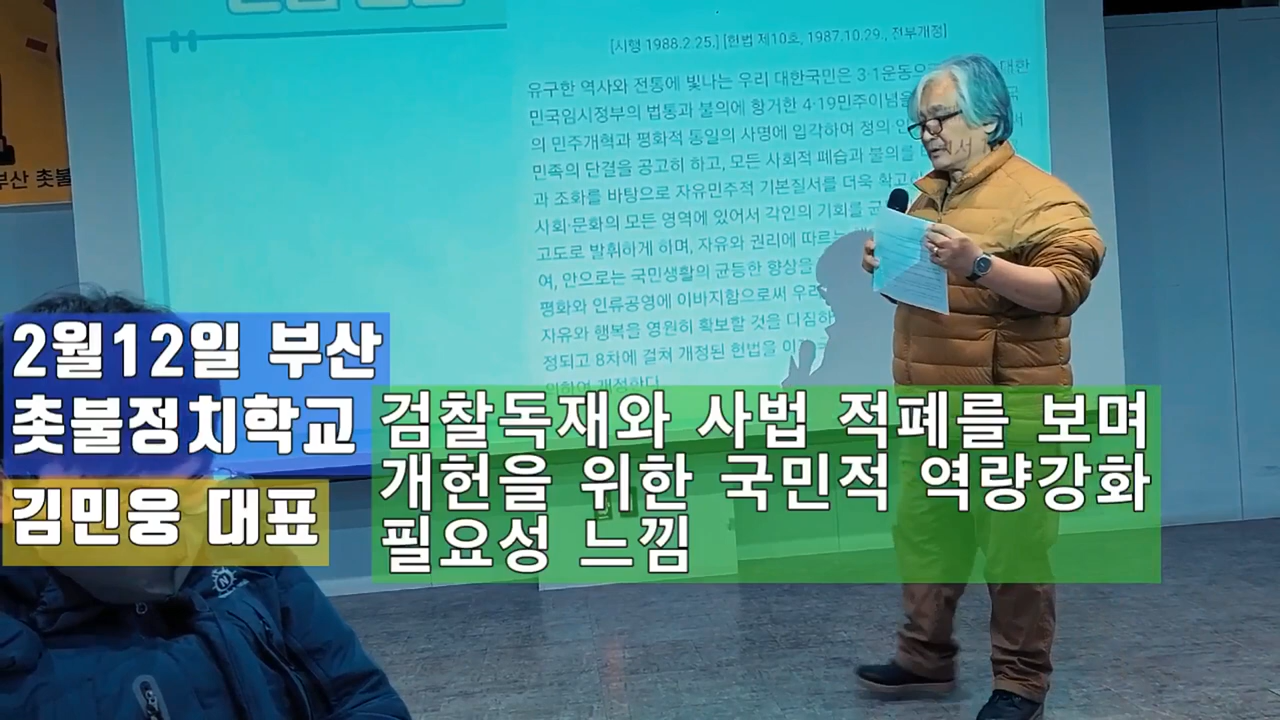 [시행 1988.2.25.] [헌법 제10호, 1987.10.29., 전부개정]
유구한 역사와 전통에 빛나는 우리 대한국민은 3·1운동으로 대한
민국임시정부의 법통과 불의에 항거한 4·19민주이념을
의 민주개혁과 평화적 통일의 사명에 입각하여 정의
민족의 단결을 공고히 하고, 모든 사회적 폐습과 불의를
과 조화를 바탕으로 자유민주적 기본질서를 더욱 확고
사회·문화의 모든 영역에 있어서 각인의 기회를 균
고도로 발휘하게 하며, 자유와 권리에 따르는
여, 안으로는 국민생활의 균등한 향상을
평화와 인류공영에 이바지함으로써 우리
자유와 행복을 영원히 확보할 것을 다짐하
정되고 8차에 걸쳐 개정된 헌법을 이
의하여 개정한다.
부산 촛불
2월12일 부산
촛불정치학교
김민웅 대표
검찰독재와 사법 적폐를 보며
개헌을 위한 국민적 역량강화
필요성 느낌